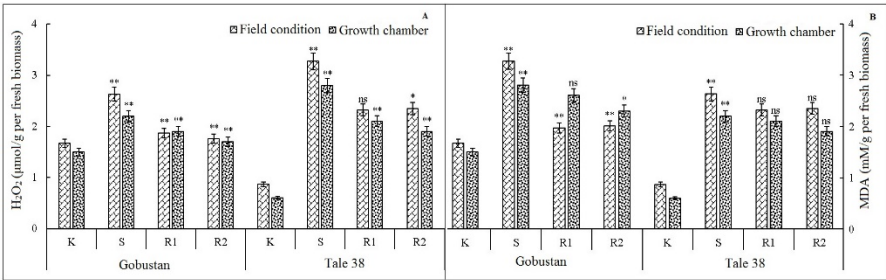 A
B
Field condition Growth chamber
Field condition Growth chamber
H₂O₂ (µmol/g per fresh biomass)
MDA (mM/g per fresh biomass)
4
3
2
1
0
4
3
2
1
0
** ** ** ** ** ** ** ** ns ** * **
** ** ** ns ** * ** ** ns ns ns
K S R1 R2 K S R1 R2
K S R1 R2 K S R1 R2
Gobustan Tale 38
Gobustan Tale 38